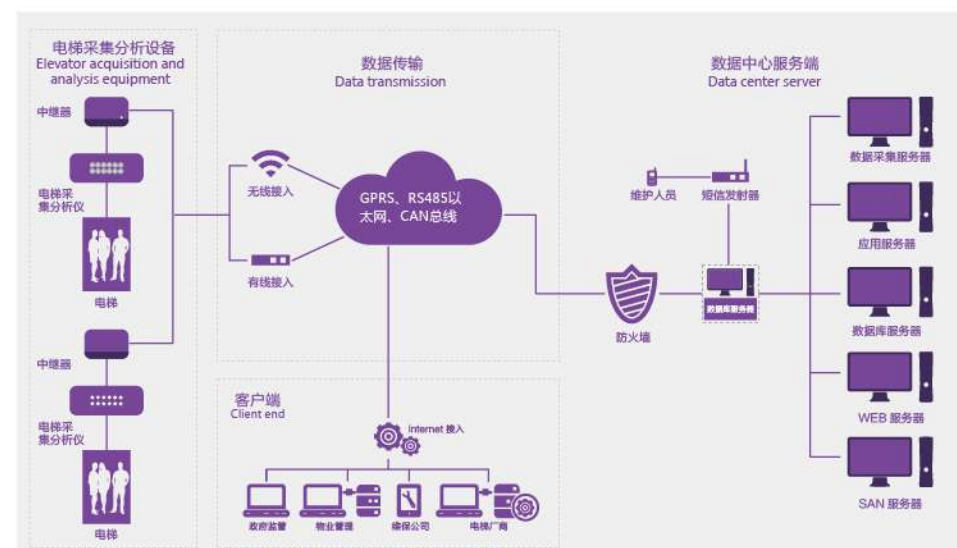 电梯采集分析设备
Elevator acquisition and
analysis equipment
中继器
电梯采
集分析仪
电梯
中继器
电梯采
集分析仪
电梯
数据传输
Data transmission
无线接入
有线接入
GPRS、RS485以
太网、CAN总线
客户端
Client end
Internet 接入
政府监管
物业管理
维保公司
电梯厂商
数据中心服务端
Data center server
维护人员
短信发射器
防火墙
数据库服务器
数据采集服务器
应用服务器
数据库服务器
WEB 服务器
SAN 服务器